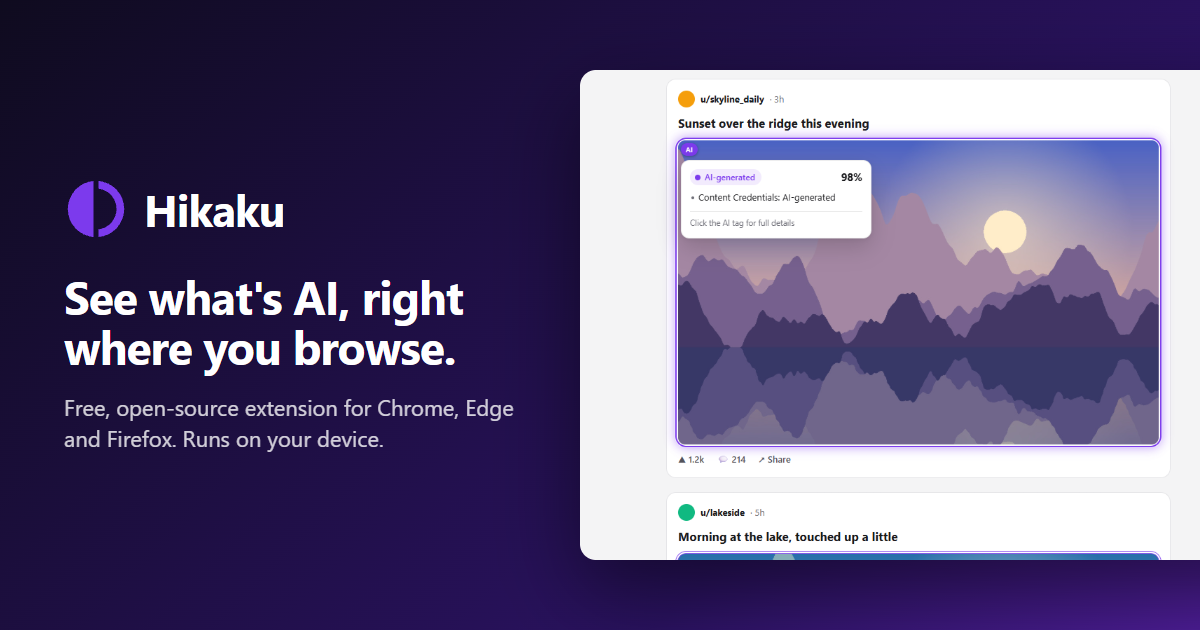 Hikaku
See what's AI, right
where you browse.
Free, open-source extension for Chrome, Edge
and Firefox. Runs on your device.
u/skyline_daily · 3h
Sunset over the ridge this evening
AI
AI-generated 98%
• Content Credentials: AI-generated
Click the AI tag for full details
▲ 1.2k 💬 214 ↗ Share
u/lakeside · 5h
Morning at the lake, touched up a little